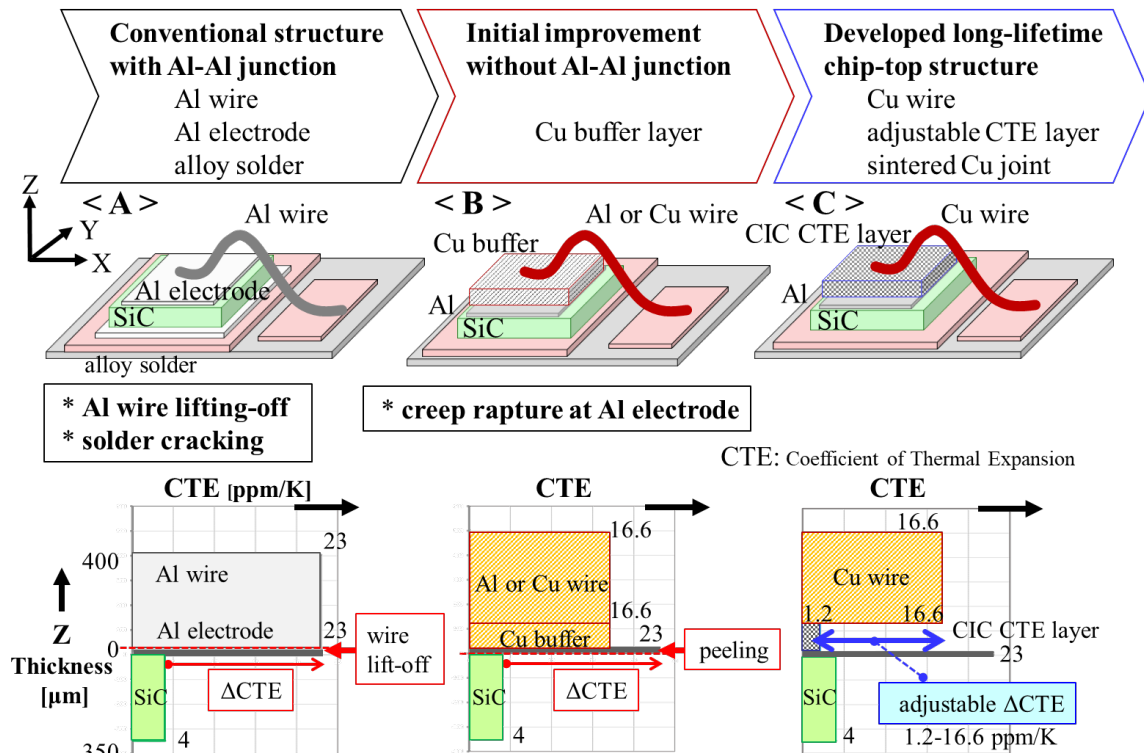 Conventional structure
with Al-Al junction
Al wire
Al electrode
alloy solder
Initial improvement
without Al-Al junction
Cu buffer layer
Developed long-lifetime
chip-top structure
Cu wire
adjustable CTE layer
sintered Cu joint
Z
Y
X
< A >
Al wire
Al electrode
SiC
alloy solder
< B >
Al or Cu wire
Cu buffer
Al
SiC
< C >
Cu wire
CIC CTE layer
Al
SiC
* Al wire lifting-off
* solder cracking
* creep rapture at Al electrode
CTE: Coefficient of Thermal Expansion
CTE [ppm/K]
23
400
Al wire
Al electrode
23
0
Z
Thickness
[µm]
wire
lift-off
SiC
ΔCTE
4
350
CTE
16.6
Al or Cu wire
16.6
Cu buffer
23
peeling
SiC
ΔCTE
4
CTE
16.6
Cu wire
1.2
16.6
CIC CTE layer
23
SiC
adjustable ΔCTE
4
1.2-16.6 ppm/K